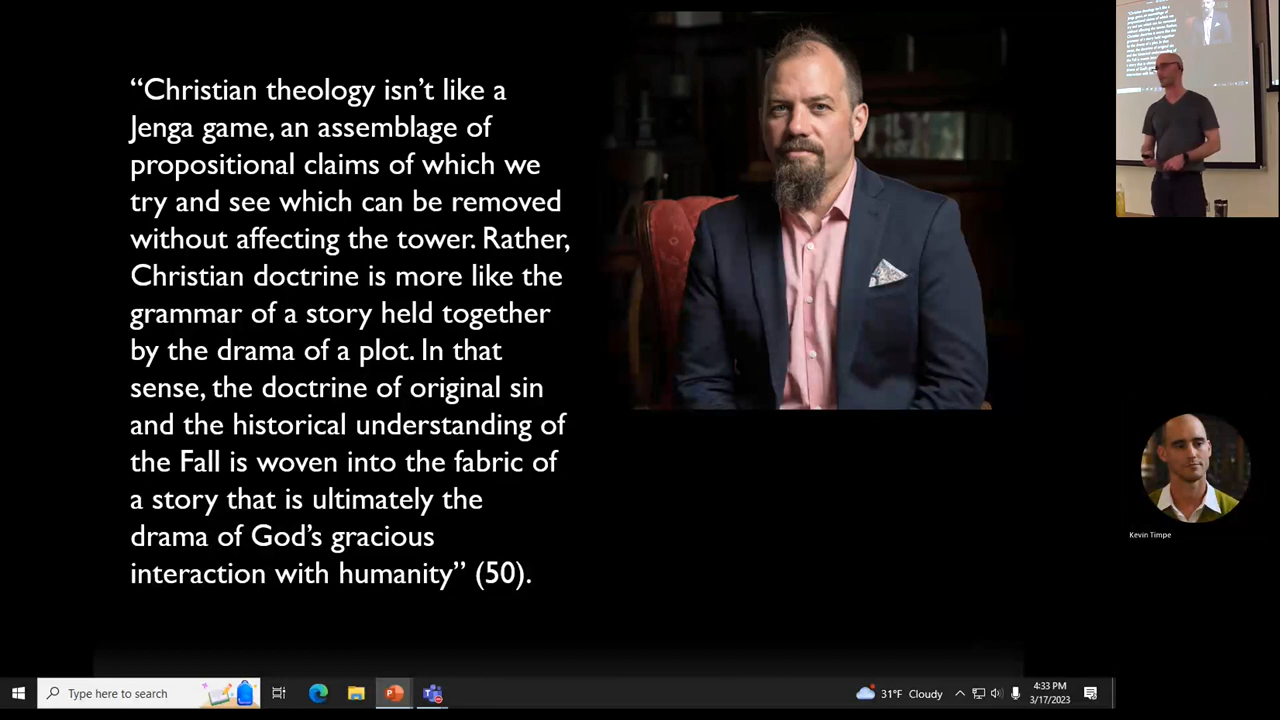 “Christian theology isn’t like a
Jenga game, an assemblage of
propositional claims of which we
try and see which can be removed
without affecting the tower. Rather,
Christian doctrine is more like the
grammar of a story held together
by the drama of a plot. In that
sense, the doctrine of original sin
and the historical understanding of
the Fall is woven into the fabric of
a story that is ultimately the
drama of God’s gracious
interaction with humanity” (50).
Kevin Timpe
Type here to search
31°F Cloudy
4:33 PM
3/17/2023